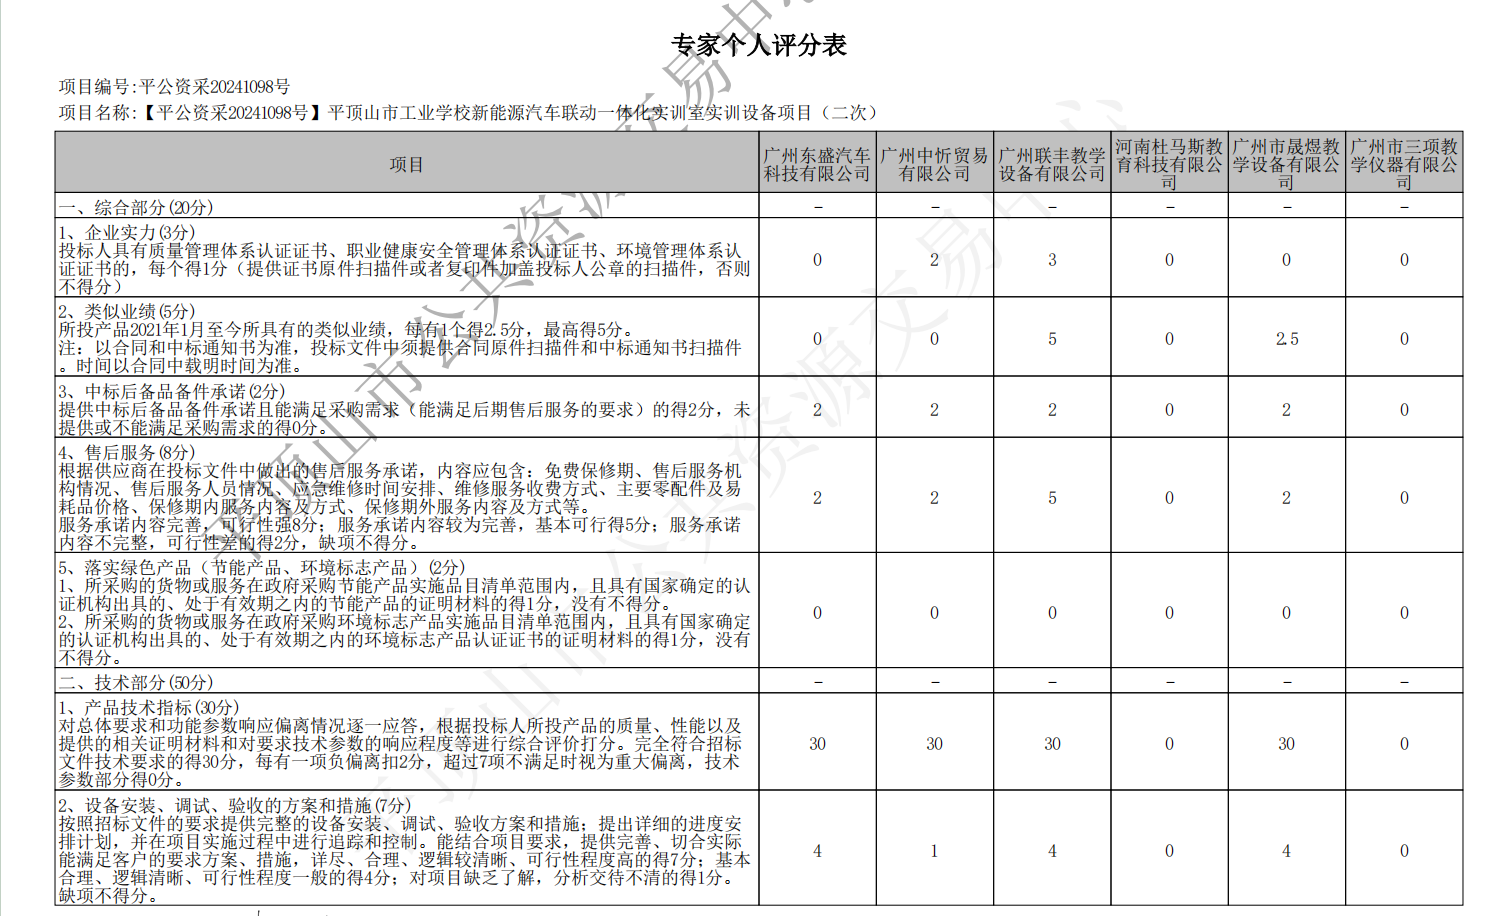 专家个人评分表
项目编号:平公资采20241098号
项目名称:【平公资采20241098号】平顶山市工业学校新能源汽车联动一体化实训室实训设备项目（二次）
项目
广州东盛汽车
科技有限公司
广州中忻贸易
有限公司
广州联丰教学
设备有限公司
河南杜马斯教
育科技有限公
司
广州市晟煜教
学设备有限公
司
广州市三项教
学仪器有限公
司
一、综合部分(20分)
- - - - - -
1、企业实力(3分)
投标人具有质量管理体系认证证书、职业健康安全管理体系认证证书、环境管理体系认
证证书的，每个得1分（提供证书原件扫描件或者复印件加盖投标人公章的扫描件，否则
不得分）
0 2 3 0 0 0
2、类似业绩(5分)
所投产品2021年1月至今所具有的类似业绩，每有1个得2.5分，最高得5分。
注：以合同和中标通知书为准，投标文件中须提供合同原件扫描件和中标通知书扫描件
。时间以合同中载明时间为准。
0 0 5 0 2.5 0
3、中标后备品备件承诺(2分)
提供中标后备品备件承诺且能满足采购需求（能满足后期售后服务的要求）的得2分，未
提供或不能满足采购需求的得0分。
2 2 2 0 2 0
4、售后服务(8分)
根据供应商在投标文件中做出的售后服务承诺，内容应包含：免费保修期、售后服务机
构情况、售后服务人员情况、应急维修时间安排、维修服务收费方式、主要零配件及易
耗品价格、保修期内服务内容及方式、保修期外服务内容及方式等。
服务承诺内容完善，可行性强8分；服务承诺内容较为完善，基本可行得5分；服务承诺
内容不完整，可行性差的得2分，缺项不得分。
2 2 5 0 2 0
5、落实绿色产品（节能产品、环境标志产品）(2分)
1、所采购的货物或服务在政府采购节能产品实施品目清单范围内，且具有国家确定的认
证机构出具的、处于有效期之内的节能产品的证明材料的得1分，没有不得分。
2、所采购的货物或服务在政府采购环境标志产品实施品目清单范围内，且具有国家确定
的认证机构出具的、处于有效期之内的环境标志产品认证证书的证明材料的得1分，没有
不得分。
0 0 0 0 0 0
二、技术部分(50分)
- - - - - -
1、产品技术指标(30分)
对总体要求和功能参数响应偏离情况逐一应答，根据投标人所投产品的质量、性能以及
提供的相关证明材料和对要求技术参数的响应程度等进行综合评价打分。完全符合招标
文件技术要求的得30分，每有一项负偏离扣2分，超过7项不满足时视为重大偏离，技术
参数部分得0分。
30 30 30 0 30 0
2、设备安装、调试、验收的方案和措施(7分)
按照招标文件的要求提供完整的设备安装、调试、验收方案和措施；提出详细的进度安
排计划，并在项目实施过程中进行追踪和控制。能结合项目要求，提供完善、切合实际
能满足客户的要求方案、措施，详尽、合理、逻辑较清晰、可行性程度高的得7分；基本
合理、逻辑清晰、可行性程度一般的得4分；对项目缺乏了解，分析交待不清的得1分。
缺项不得分。
4 1 4 0 4 0
平顶山市公共资源交易中心
平顶山市公共资源交易中心